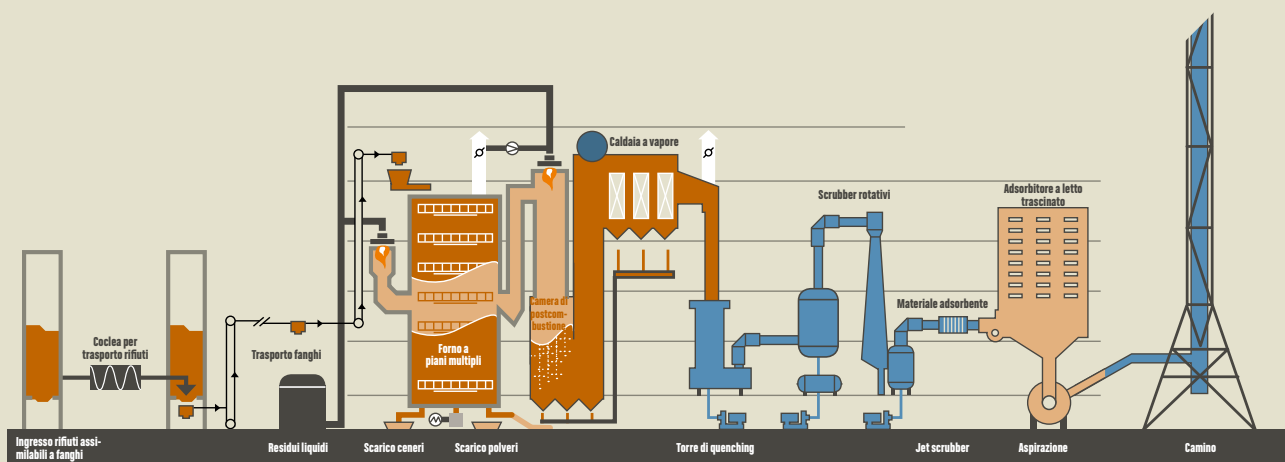 Caldaia a vapore
Scrubber rotativi
Adsorbitore a letto
trascinato
Camera di
postcom-
bustione
Materiale adsorbente
Coclea per
trasporto rifiuti
Trasporto fanghi
Forno a
piani multipli
Ingresso rifiuti assi-
milabili a fanghi
Residui liquidi
Scarico ceneri
Scarico polveri
Torre di quenching
Jet scrubber
Aspirazione
Camino